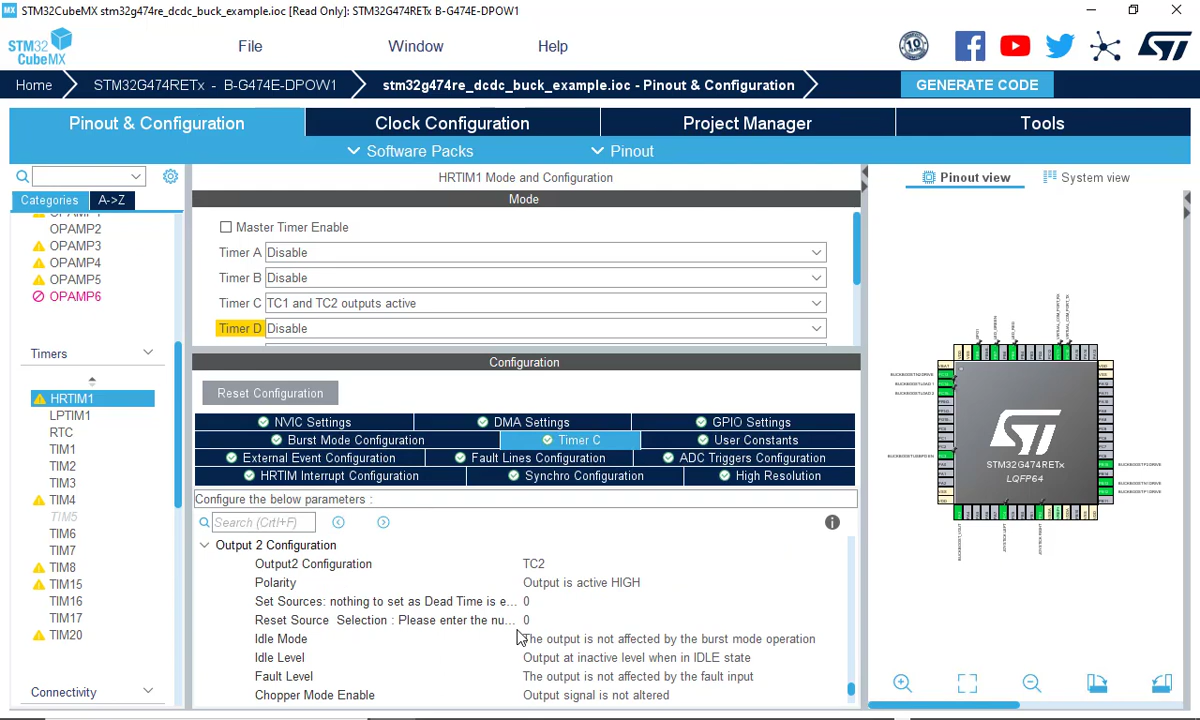 MX STM32CubeMX stm32g474re_dcdc_buck_example.ioc [Read Only]: STM32G474RETx B-G474E-DPOW1
STM32
CubeMX
File Window Help
10
ST
Home STM32G474RETx - B-G474E-DPOW1 stm32g474re_dcdc_buck_example.ioc - Pinout & Configuration GENERATE CODE
Pinout & Configuration Clock Configuration Project Manager Tools
Software Packs Pinout
HRTIM1 Mode and Configuration
Pinout view System view
Categories A->Z
Mode
OPAMP1
OPAMP2
OPAMP3
OPAMP4
OPAMP5
OPAMP6
Timers
HRTIM1
LPTIM1
RTC
TIM1
TIM2
TIM3
TIM4
TIM5
TIM6
TIM7
TIM8
TIM15
TIM16
TIM17
TIM20
Connectivity
Master Timer Enable
Timer A Disable
Timer B Disable
Timer C TC1 and TC2 outputs active
Timer D Disable
Configuration
Reset Configuration
NVIC Settings DMA Settings GPIO Settings
Burst Mode Configuration Timer C User Constants
External Event Configuration Fault Lines Configuration ADC Triggers Configuration
HRTIM Interrupt Configuration Synchro Configuration High Resolution
Configure the below parameters :
Search (Crtl+F)
Output 2 Configuration
Output2 Configuration TC2
Polarity Output is active HIGH
Set Sources: nothing to set as Dead Time is e... 0
Reset Source Selection : Please enter the nu... 0
Idle Mode The output is not affected by the burst mode operation
Idle Level Output at inactive level when in IDLE state
Fault Level The output is not affected by the fault input
Chopper Mode Enable Output signal is not altered
ST
STM32G474RETx
LQFP64